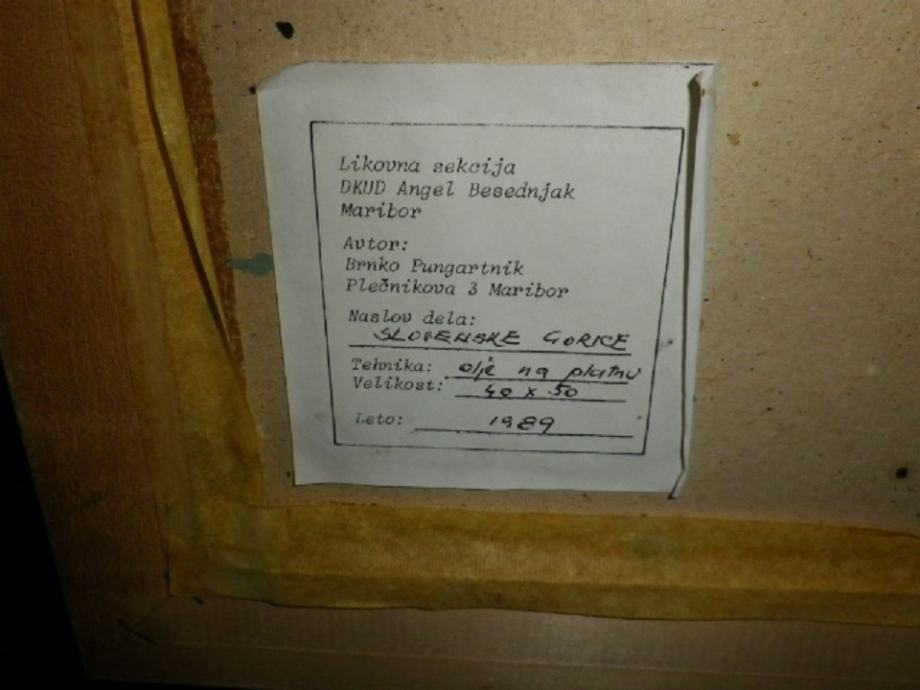 Likovna sekcija
DKUD Angel Besednjak
Maribor
Avtor:
Brnko Pungartnik
Plečnikova 3 Maribor
Naslov dela:
SLOVENSKE GORICE
Tehnika: olje na platnu
Velikost: 40 x 50
Leto: 1989